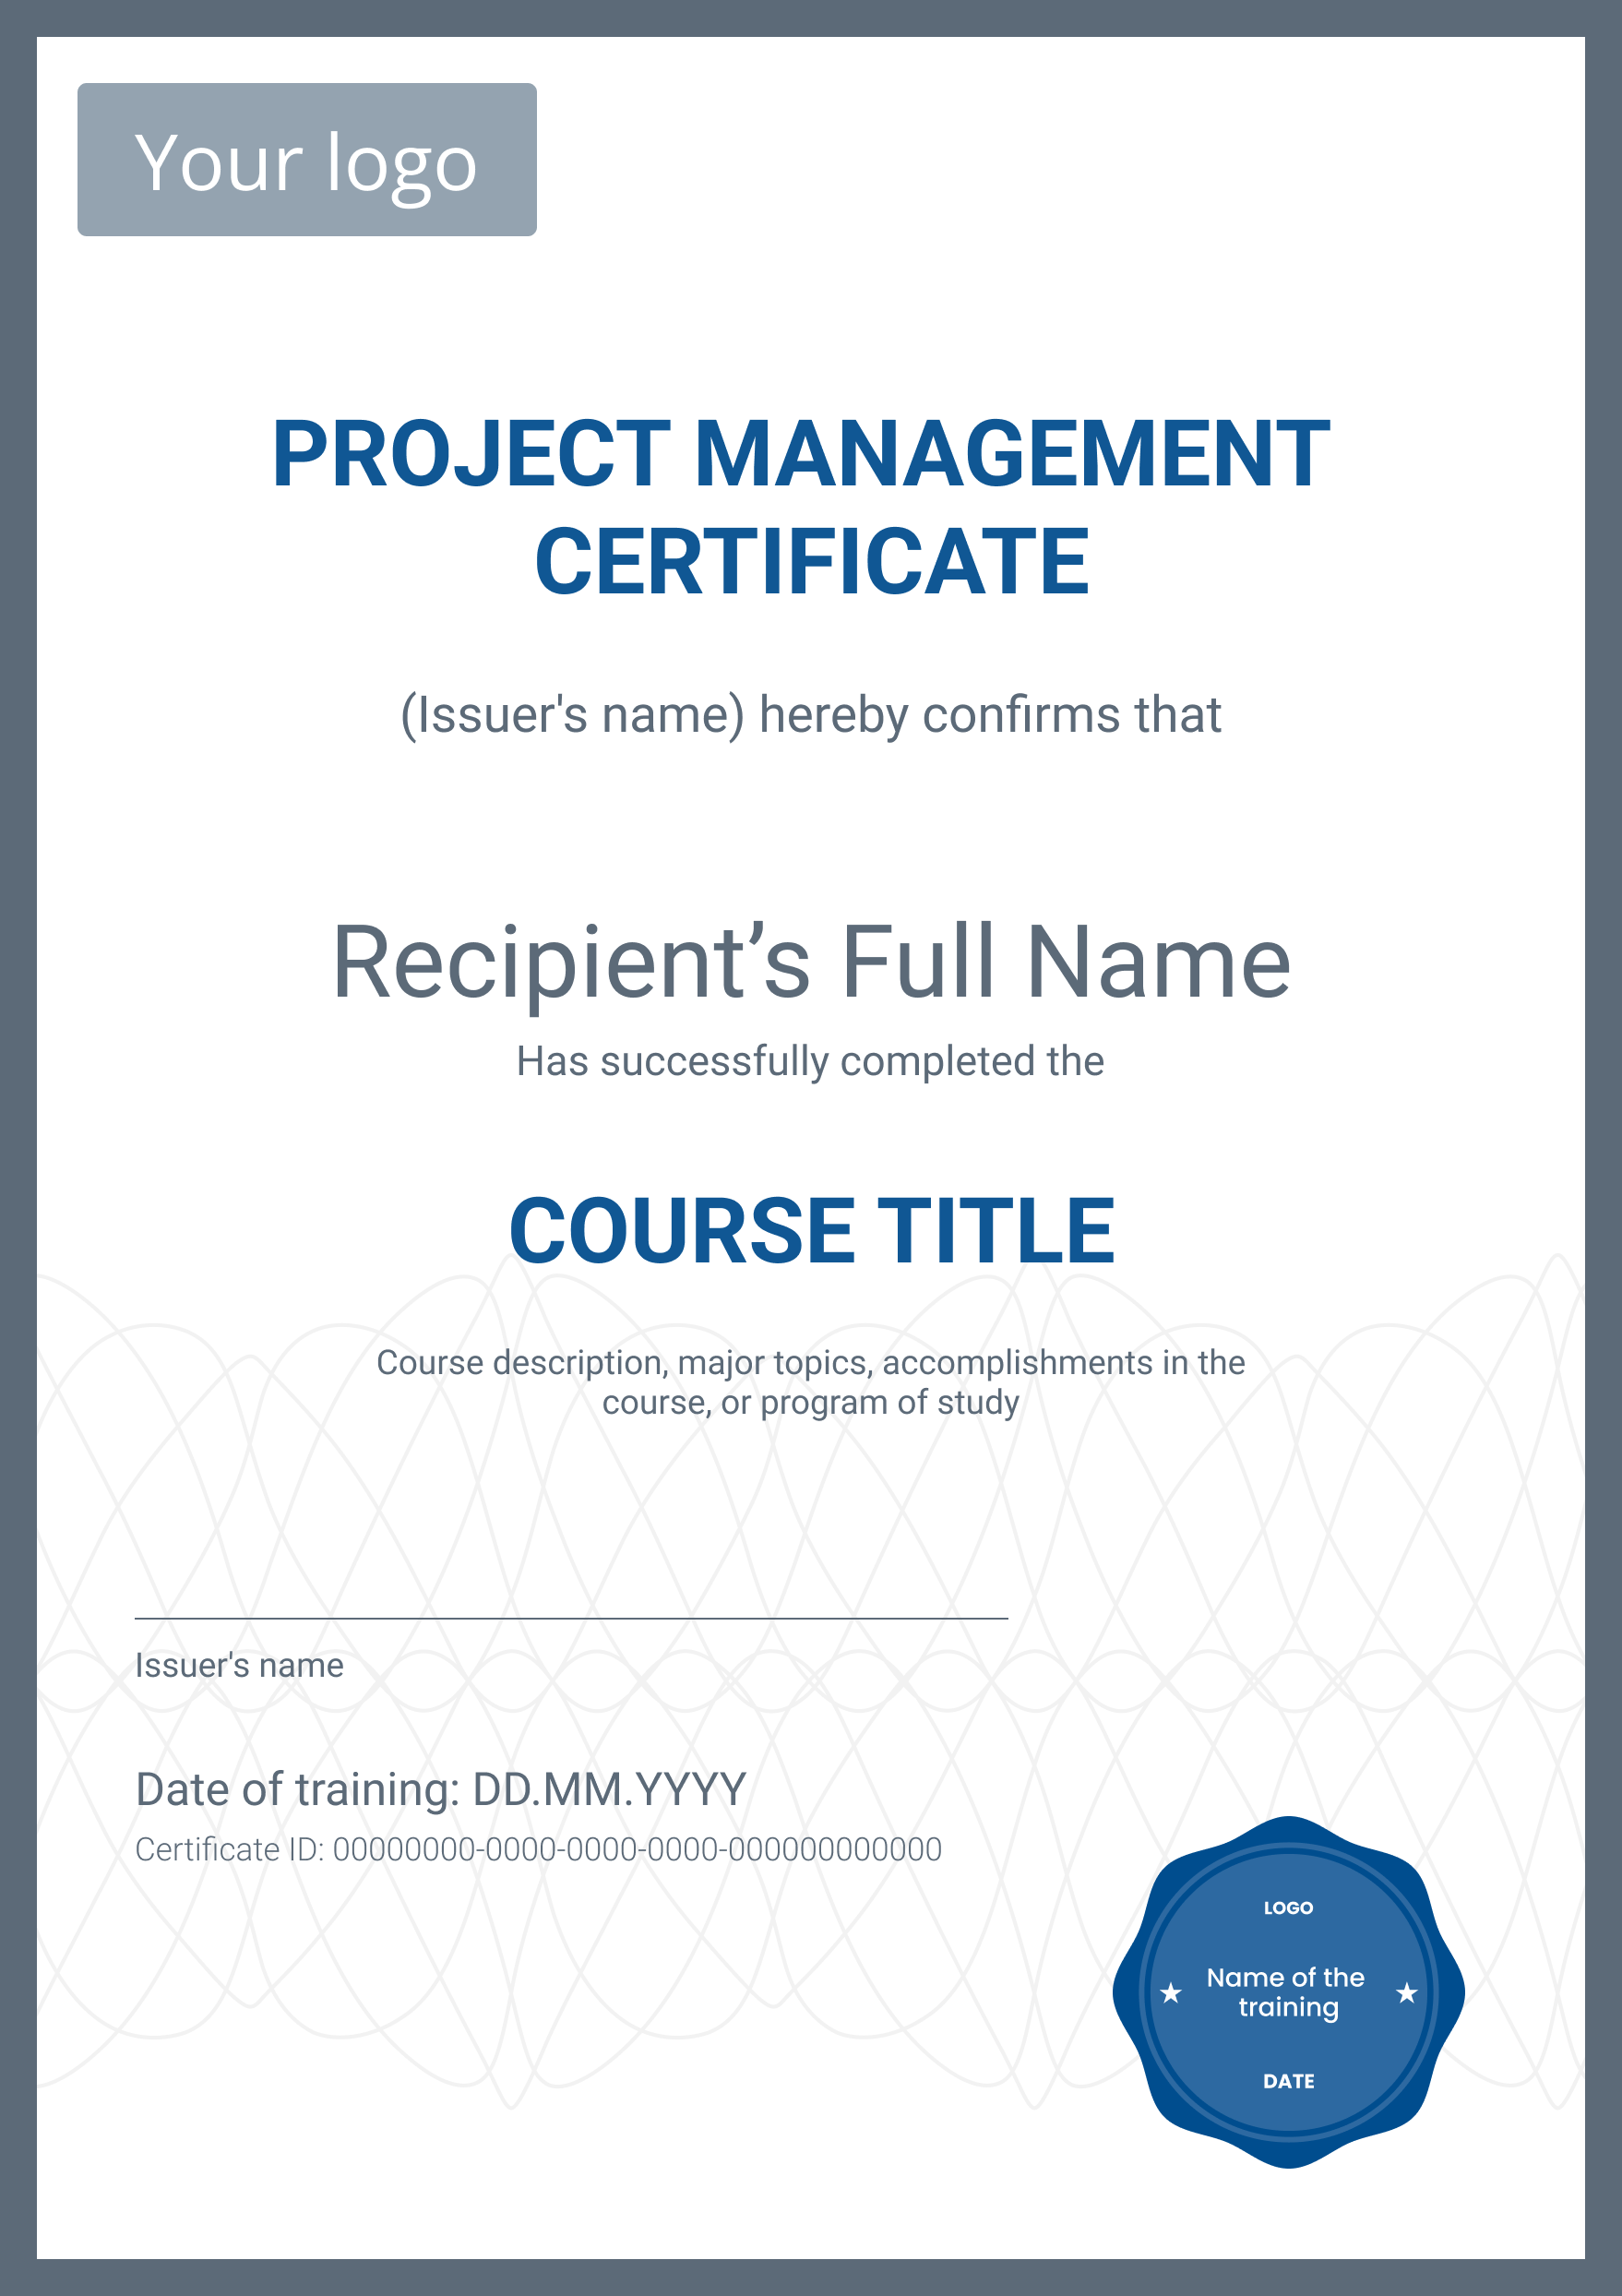 Your logo
PROJECT MANAGEMENT
CERTIFICATE
(Issuer's name) hereby confirms that
Recipient’s Full Name
Has successfully completed the
COURSE TITLE
Course description, major topics, accomplishments in the
course, or program of study
Issuer's name
Date of training: DD.MM.YYYY
Certificate ID: 00000000-0000-0000-0000-000000000000
LOGO
Name of the
training
DATE